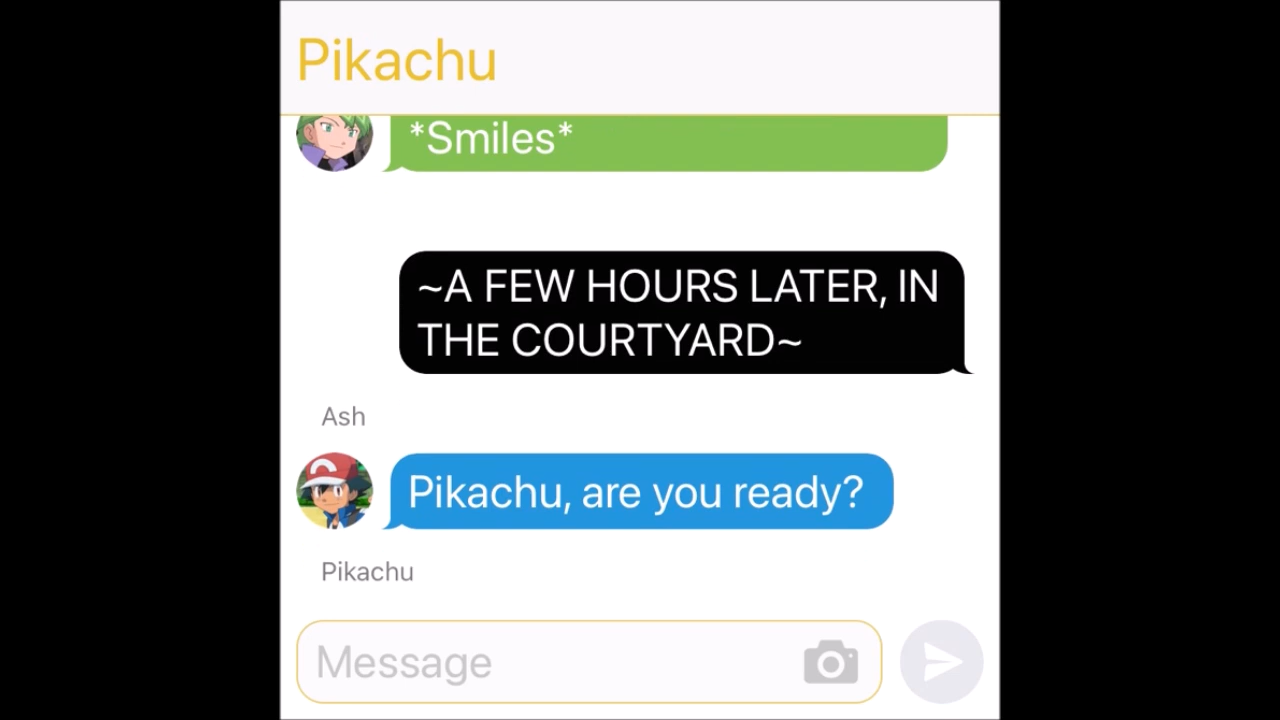 Pikachu
*Smiles*
~A FEW HOURS LATER, IN
THE COURTYARD~
Ash
Pikachu, are you ready?
Pikachu
Message